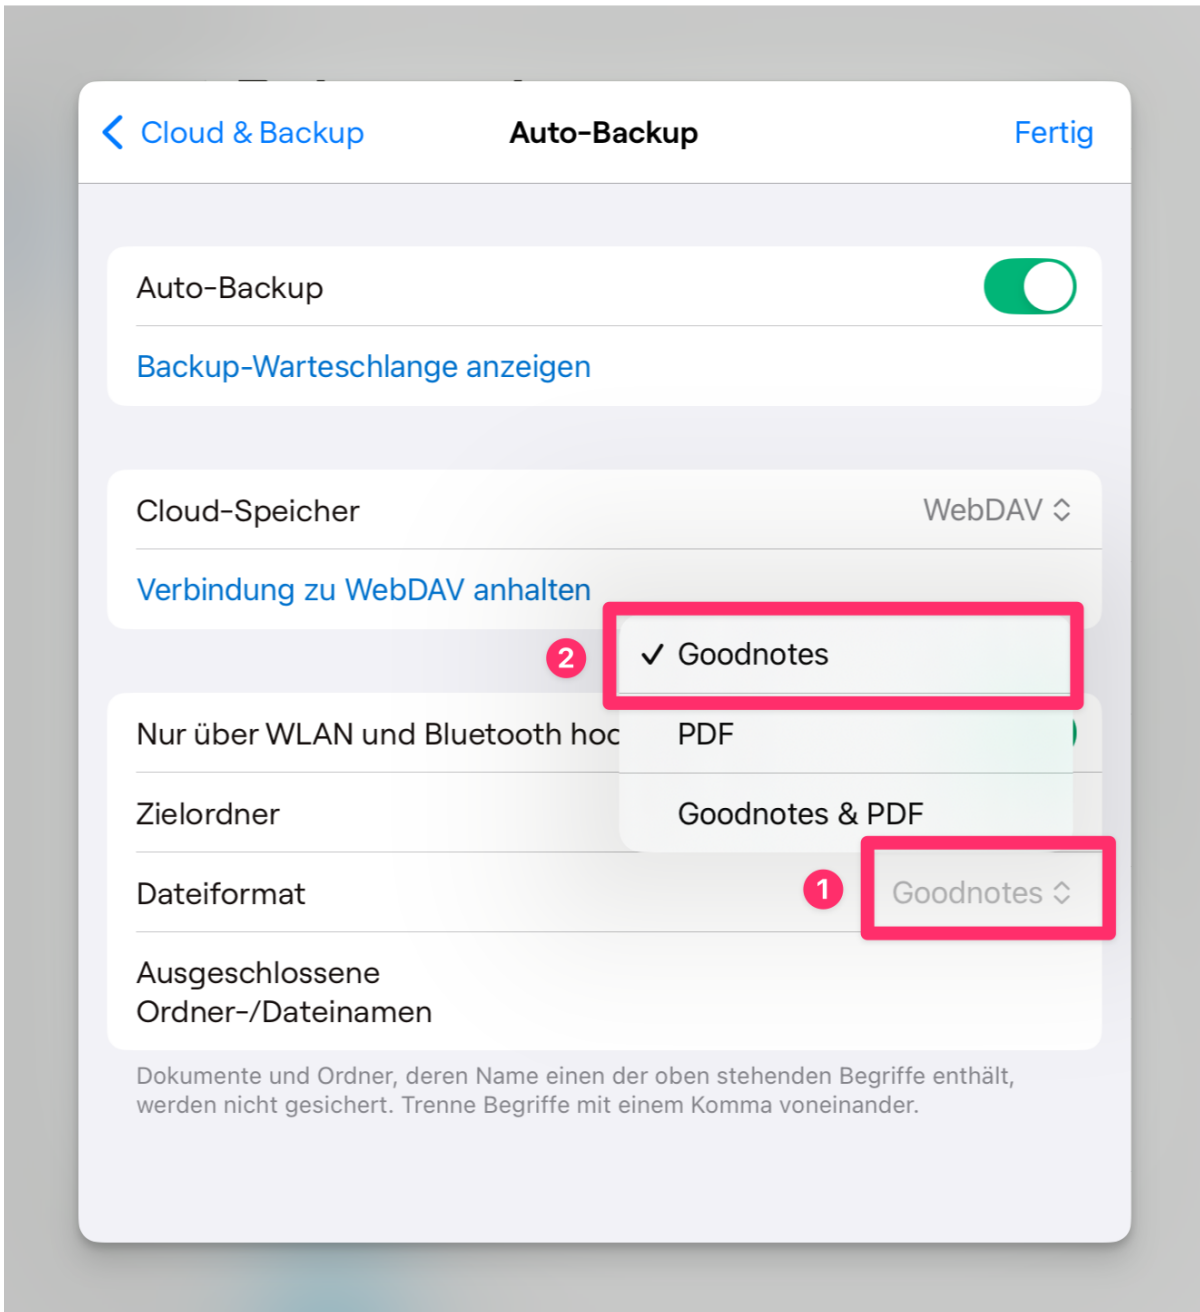 Cloud & Backup
Auto-Backup
Fertig
Auto-Backup
Backup-Warteschlange anzeigen
Cloud-Speicher
WebDAV
Verbindung zu WebDAV anhalten
2
Goodnotes
Nur über WLAN und Bluetooth
PDF
Zielordner
Goodnotes & PDF
Dateiformat
1
Goodnotes
Ausgeschlossene
Ordner-/Dateinamen
Dokumente und Ordner, deren Name einen der oben stehenden Begriffe enthält,
werden nicht gesichert. Trenne Begriffe mit einem Komma voneinander.